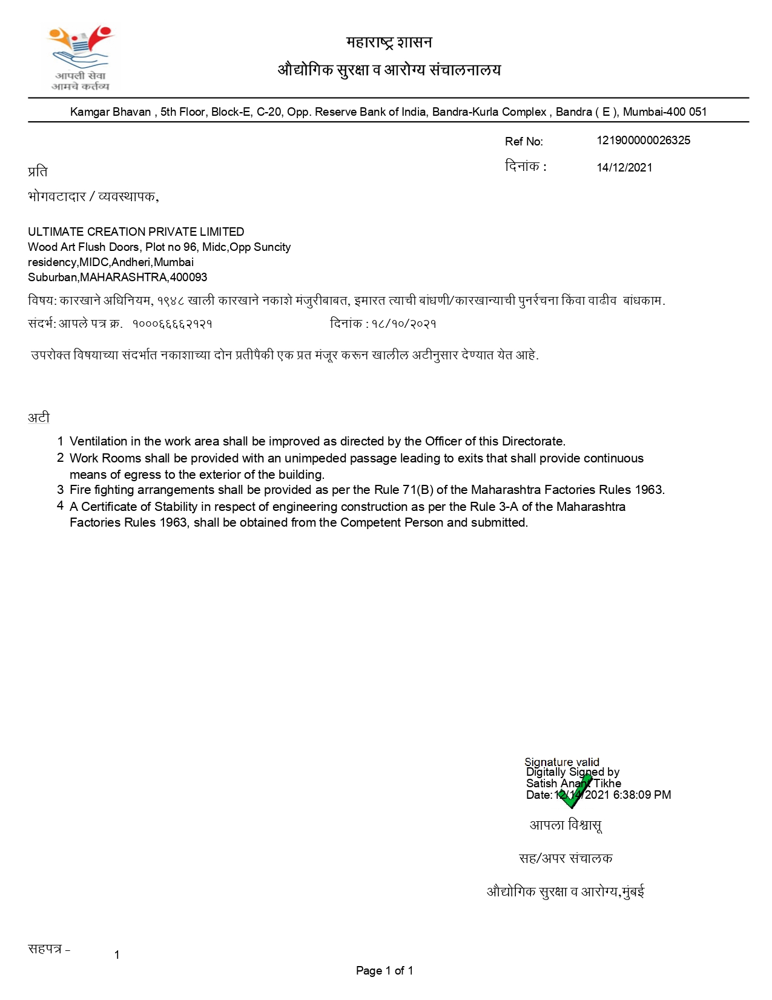 आपली सेवा
आमचे कर्तव्य
महाराष्ट्र शासन
औद्योगिक सुरक्षा व आरोग्य संचालनालय
Kamgar Bhavan , 5th Floor, Block-E, C-20, Opp. Reserve Bank of India, Bandra-Kurla Complex , Bandra ( E ), Mumbai-400 051
Ref No: 121900000026325
दिनांक : 14/12/2021
प्रति
भोगवटादार / व्यवस्थापक,
ULTIMATE CREATION PRIVATE LIMITED
Wood Art Flush Doors, Plot no 96, Midc,Opp Suncity
residency,MIDC,Andheri,Mumbai
Suburban,MAHARASHTRA,400093
विषय: कारखाने अधिनियम, १९४८ खाली कारखाने नकाशे मंजुरीबाबत, इमारत त्याची बांधणी/कारखान्याची पुनर्रचना किंवा वाढीव बांधकाम.
संदर्भ: आपले पत्र क्र. १०००६६६६२१२१ दिनांक : १८/१०/२०२१
उपरोक्त विषयाच्या संदर्भात नकाशाच्या दोन प्रतीपैकी एक प्रत मंजूर करून खालील अटीनुसार देण्यात येत आहे.
अटी
1 Ventilation in the work area shall be improved as directed by the Officer of this Directorate.
2 Work Rooms shall be provided with an unimpeded passage leading to exits that shall provide continuous
means of egress to the exterior of the building.
3 Fire fighting arrangements shall be provided as per the Rule 71(B) of the Maharashtra Factories Rules 1963.
4 A Certificate of Stability in respect of engineering construction as per the Rule 3-A of the Maharashtra
Factories Rules 1963, shall be obtained from the Competent Person and submitted.
Signature valid
Digitally Signed by
Satish Anant Tikhe
Date:12/14/2021 6:38:09 PM
आपला विश्वासू
सह/अपर संचालक
औद्योगिक सुरक्षा व आरोग्य,मुंबई
सहपत्र – 1
Page 1 of 1